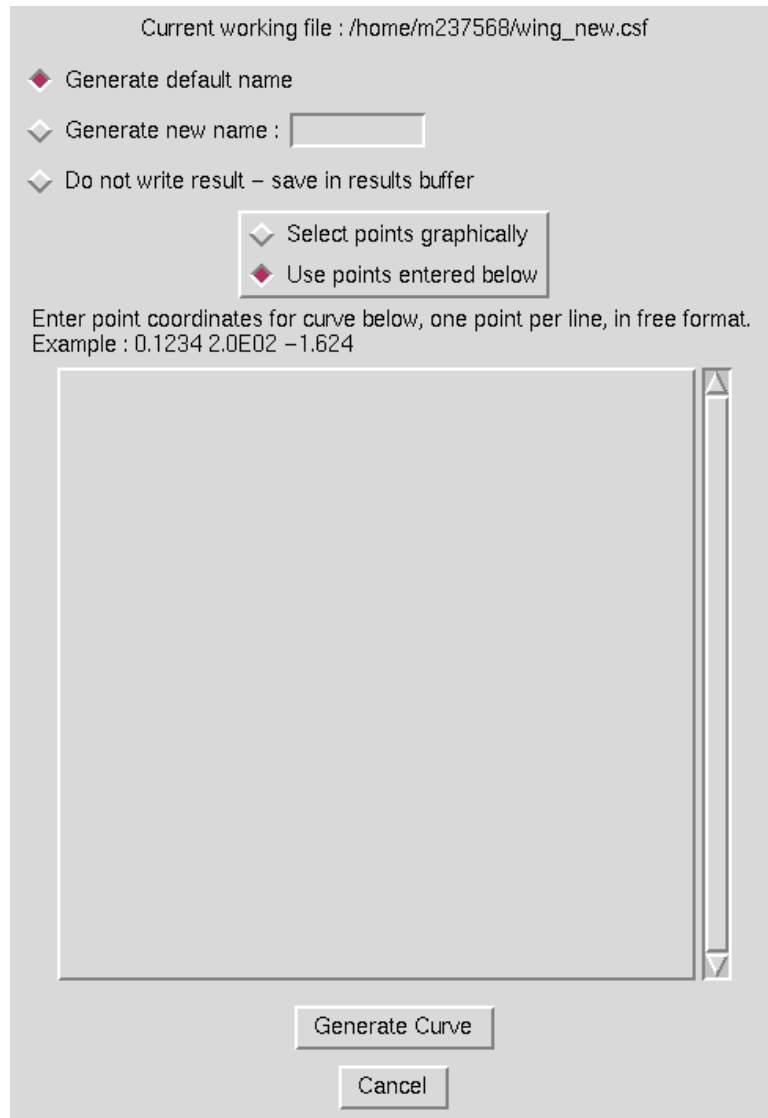 Current working file : /home/m237568/wing_new.csf
Generate default name
Generate new name :
Do not write result – save in results buffer
Select points graphically
Use points entered below
Enter point coordinates for curve below, one point per line, in free format.
Example : 0.1234 2.0E02 –1.624
Generate Curve
Cancel